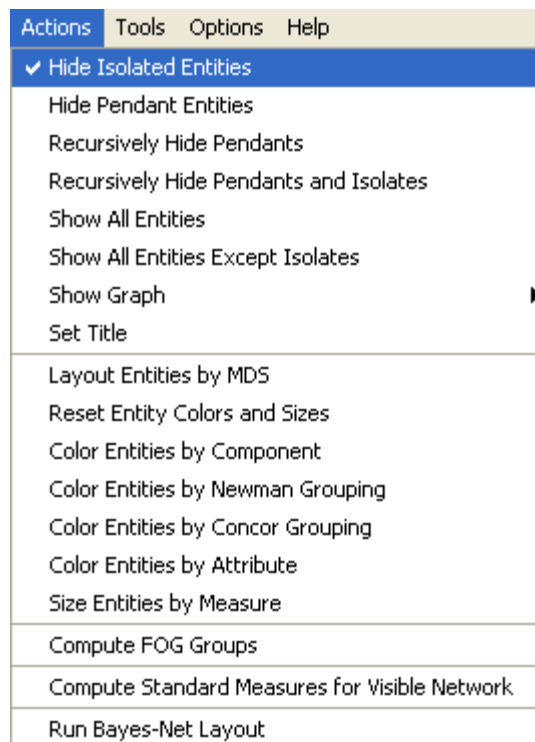 Actions Tools Options Help
Hide Isolated Entities
Hide Pendant Entities
Recursively Hide Pendants
Recursively Hide Pendants and Isolates
Show All Entities
Show All Entities Except Isolates
Show Graph
Set Title
Layout Entities by MDS
Reset Entity Colors and Sizes
Color Entities by Component
Color Entities by Newman Grouping
Color Entities by Concor Grouping
Color Entities by Attribute
Size Entities by Measure
Compute FOG Groups
Compute Standard Measures for Visible Network
Run Bayes-Net Layout